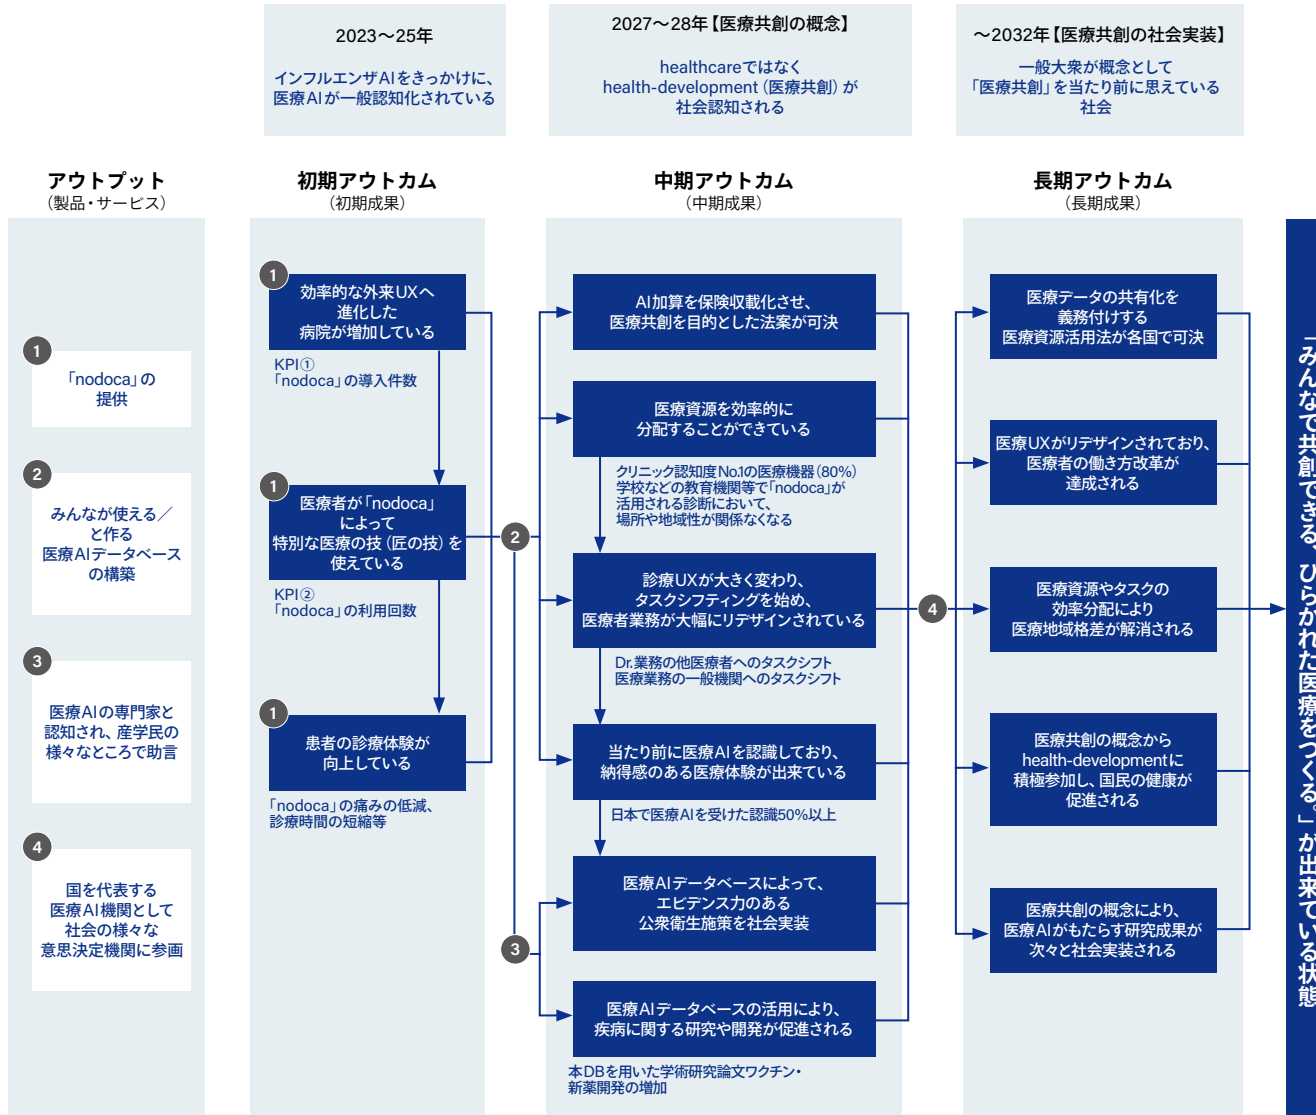 2023〜25年
インフルエンザAIをきっかけに、
医療AIが一般認知化されている
2027〜28年【医療共創の概念】
healthcareではなく
health-development（医療共創）が
社会認知される
〜2032年【医療共創の社会実装】
一般大衆が概念として
「医療共創」を当たり前に思えている
社会
アウトプット
（製品・サービス）
1
「nodoca」の
提供
2
みんなが使える／
と作る
医療AIデータベース
の構築
3
医療AIの専門家と
認知され、産学民の
様々なところで助言
4
国を代表する
医療AI機関として
社会の様々な
意思決定機関に参画
初期アウトカム
（初期成果）
1
効率的な外来UXへ
進化した
病院が増加している
KPI①
「nodoca」の導入件数
1
医療者が「nodoca」
によって
特別な医療の技（匠の技）を
使えている
KPI②
「nodoca」の利用回数
1
患者の診療体験が
向上している
「nodoca」の痛みの低減、
診療時間の短縮等
2
3
中期アウトカム
（中期成果）
AI加算を保険収載化させ、
医療共創を目的とした法案が可決
医療資源を効率的に
分配することができている
クリニック認知度No.1の医療機器（80%）
学校などの教育機関等で「nodoca」が
活用される診断において、
場所や地域性が関係なくなる
診療UXが大きく変わり、
タスクシフティングを始め、
医療者業務が大幅にリデザインされている
Dr.業務の他医療者へのタスクシフト
医療業務の一般機関へのタスクシフト
当たり前に医療AIを認識しており、
納得感のある医療体験が出来ている
日本で医療AIを受けた認識50%以上
医療AIデータベースによって、
エビデンス力のある
公衆衛生施策を社会実装
医療AIデータベースの活用により、
疾病に関する研究や開発が促進される
本DBを用いた学術研究論文ワクチン・
新薬開発の増加
4
長期アウトカム
（長期成果）
医療データの共有化を
義務付けする
医療資源活用法が各国で可決
医療UXがリデザインされており、
医療者の働き方改革が
達成される
医療資源やタスクの
効率分配により
医療地域格差が解消される
医療共創の概念から
health-developmentに
積極参加し、国民の健康が
促進される
医療共創の概念により、
医療AIがもたらす研究成果が
次々と社会実装される
「みんなで共創できる、ひらかれた医療をつくる。」が出来ている状態